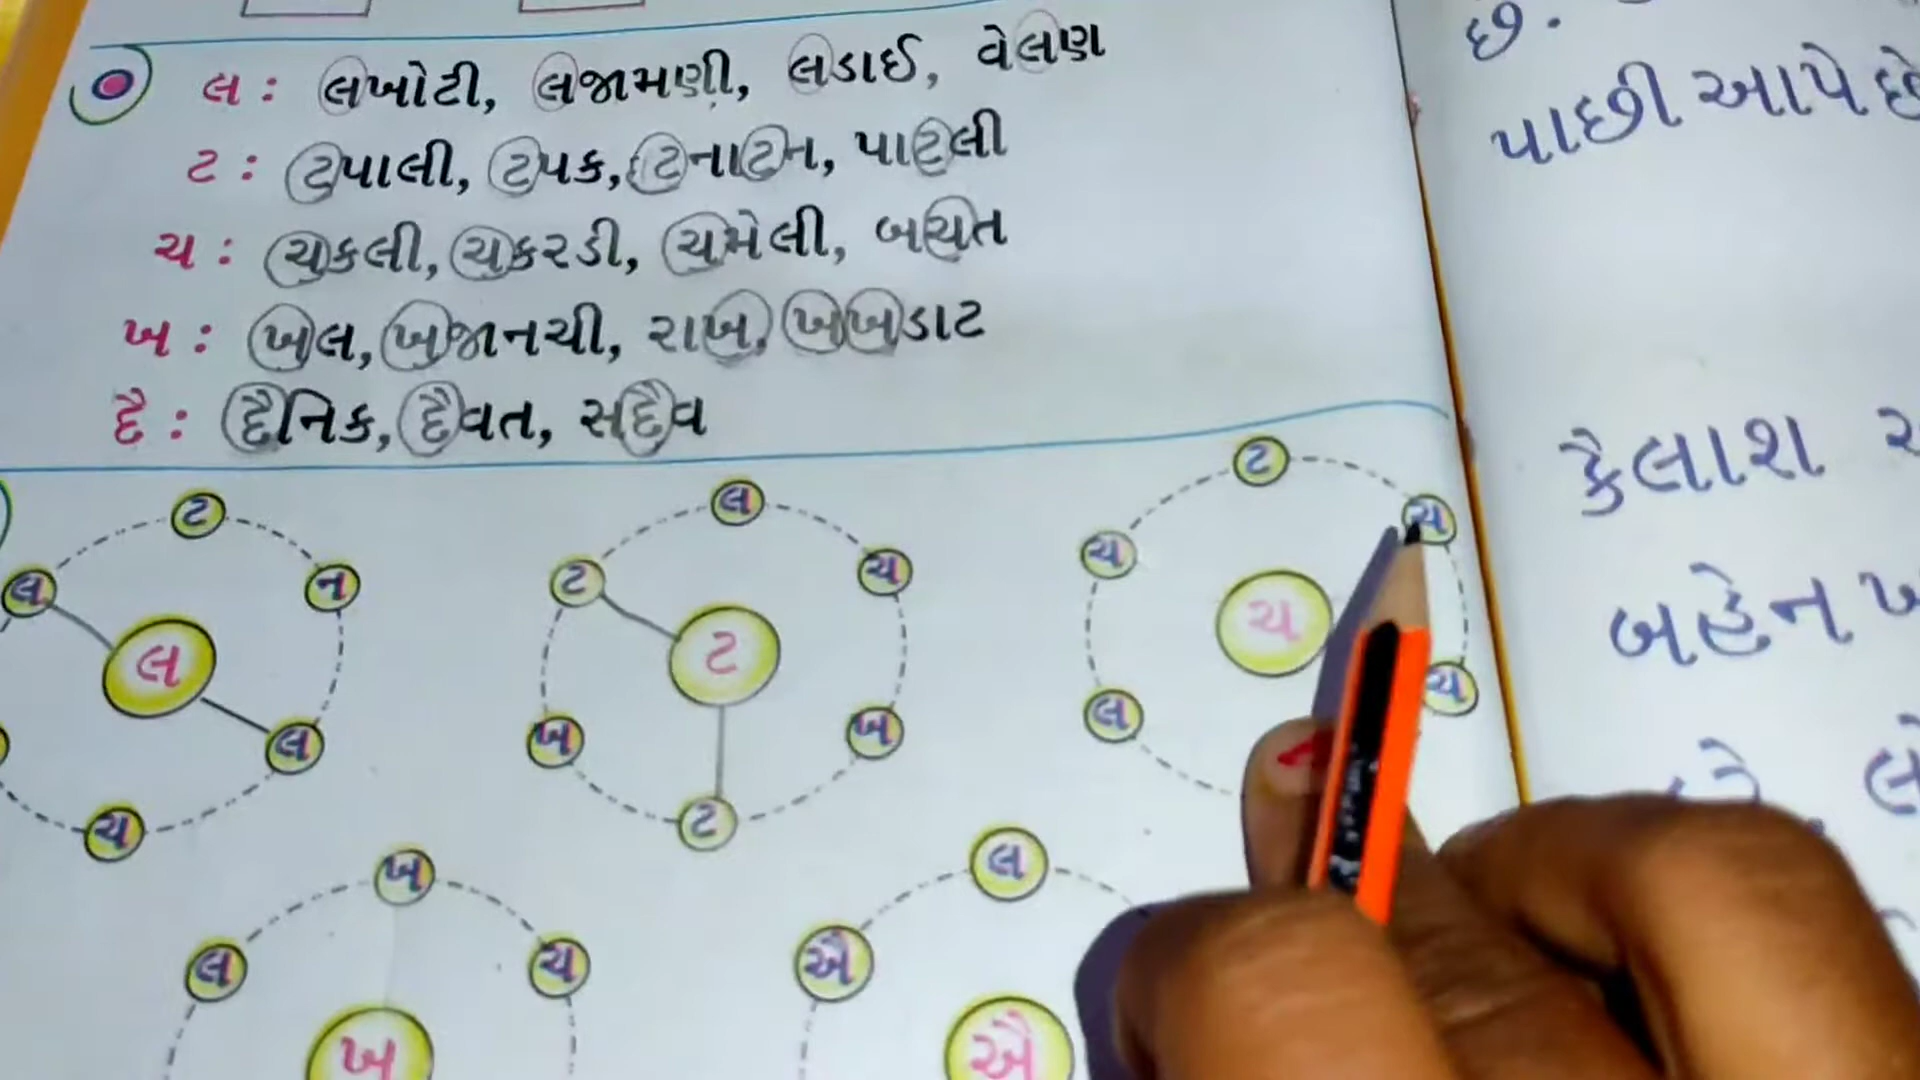 લ : લખોટી, લજામણી, લડાઈ, વેલણ
ટ : ટપાલી, ટપક, ટનાટન, પાટલી
ચ : ચકલી, ચકરડી, ચમેલી, બચત
ખ : ખલ, ખજાનચી, રાખ, ખખડાટ
દૈ : દૈનિક, દૈવત, સદૈવ
ટ
લ ન
લ
લ
ચ
લ
ટ ચ
ટ
ખ ખ
ટ
ટ
ચ ચ
ચ
લ ચ
ખ
લ ચ
ખ
લ
ઐ
ઐ
છે.
પાછી આપે છે
કૈલાશ
બહેન